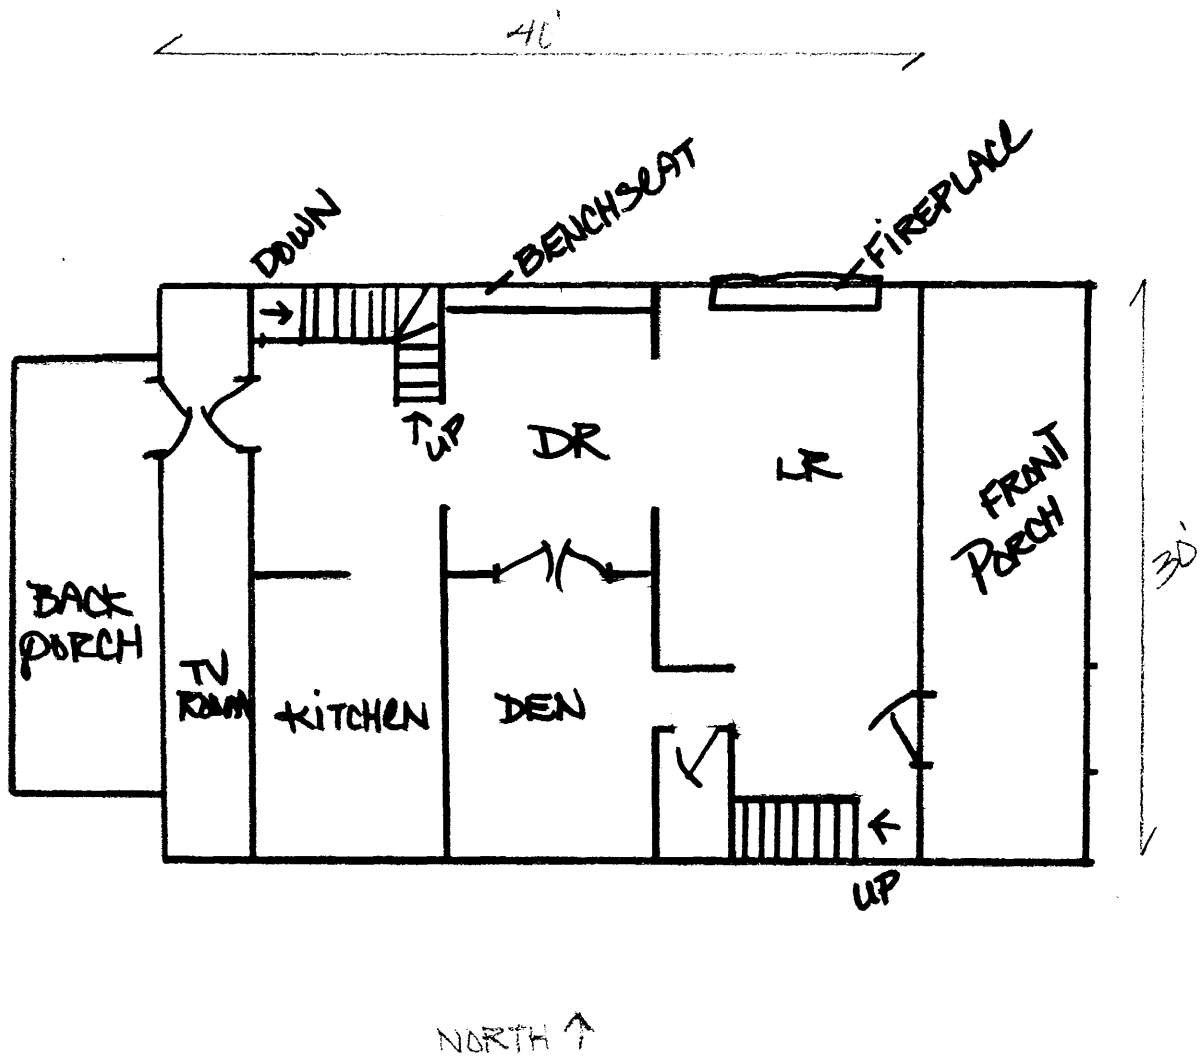 40'
DOWN
BENCHSEAT
FIREPLACE
UP
DR
LR
FRONT
PORCH
30'
BACK
PORCH
TV
ROOM
KITCHEN
DEN
UP
NORTH ↑